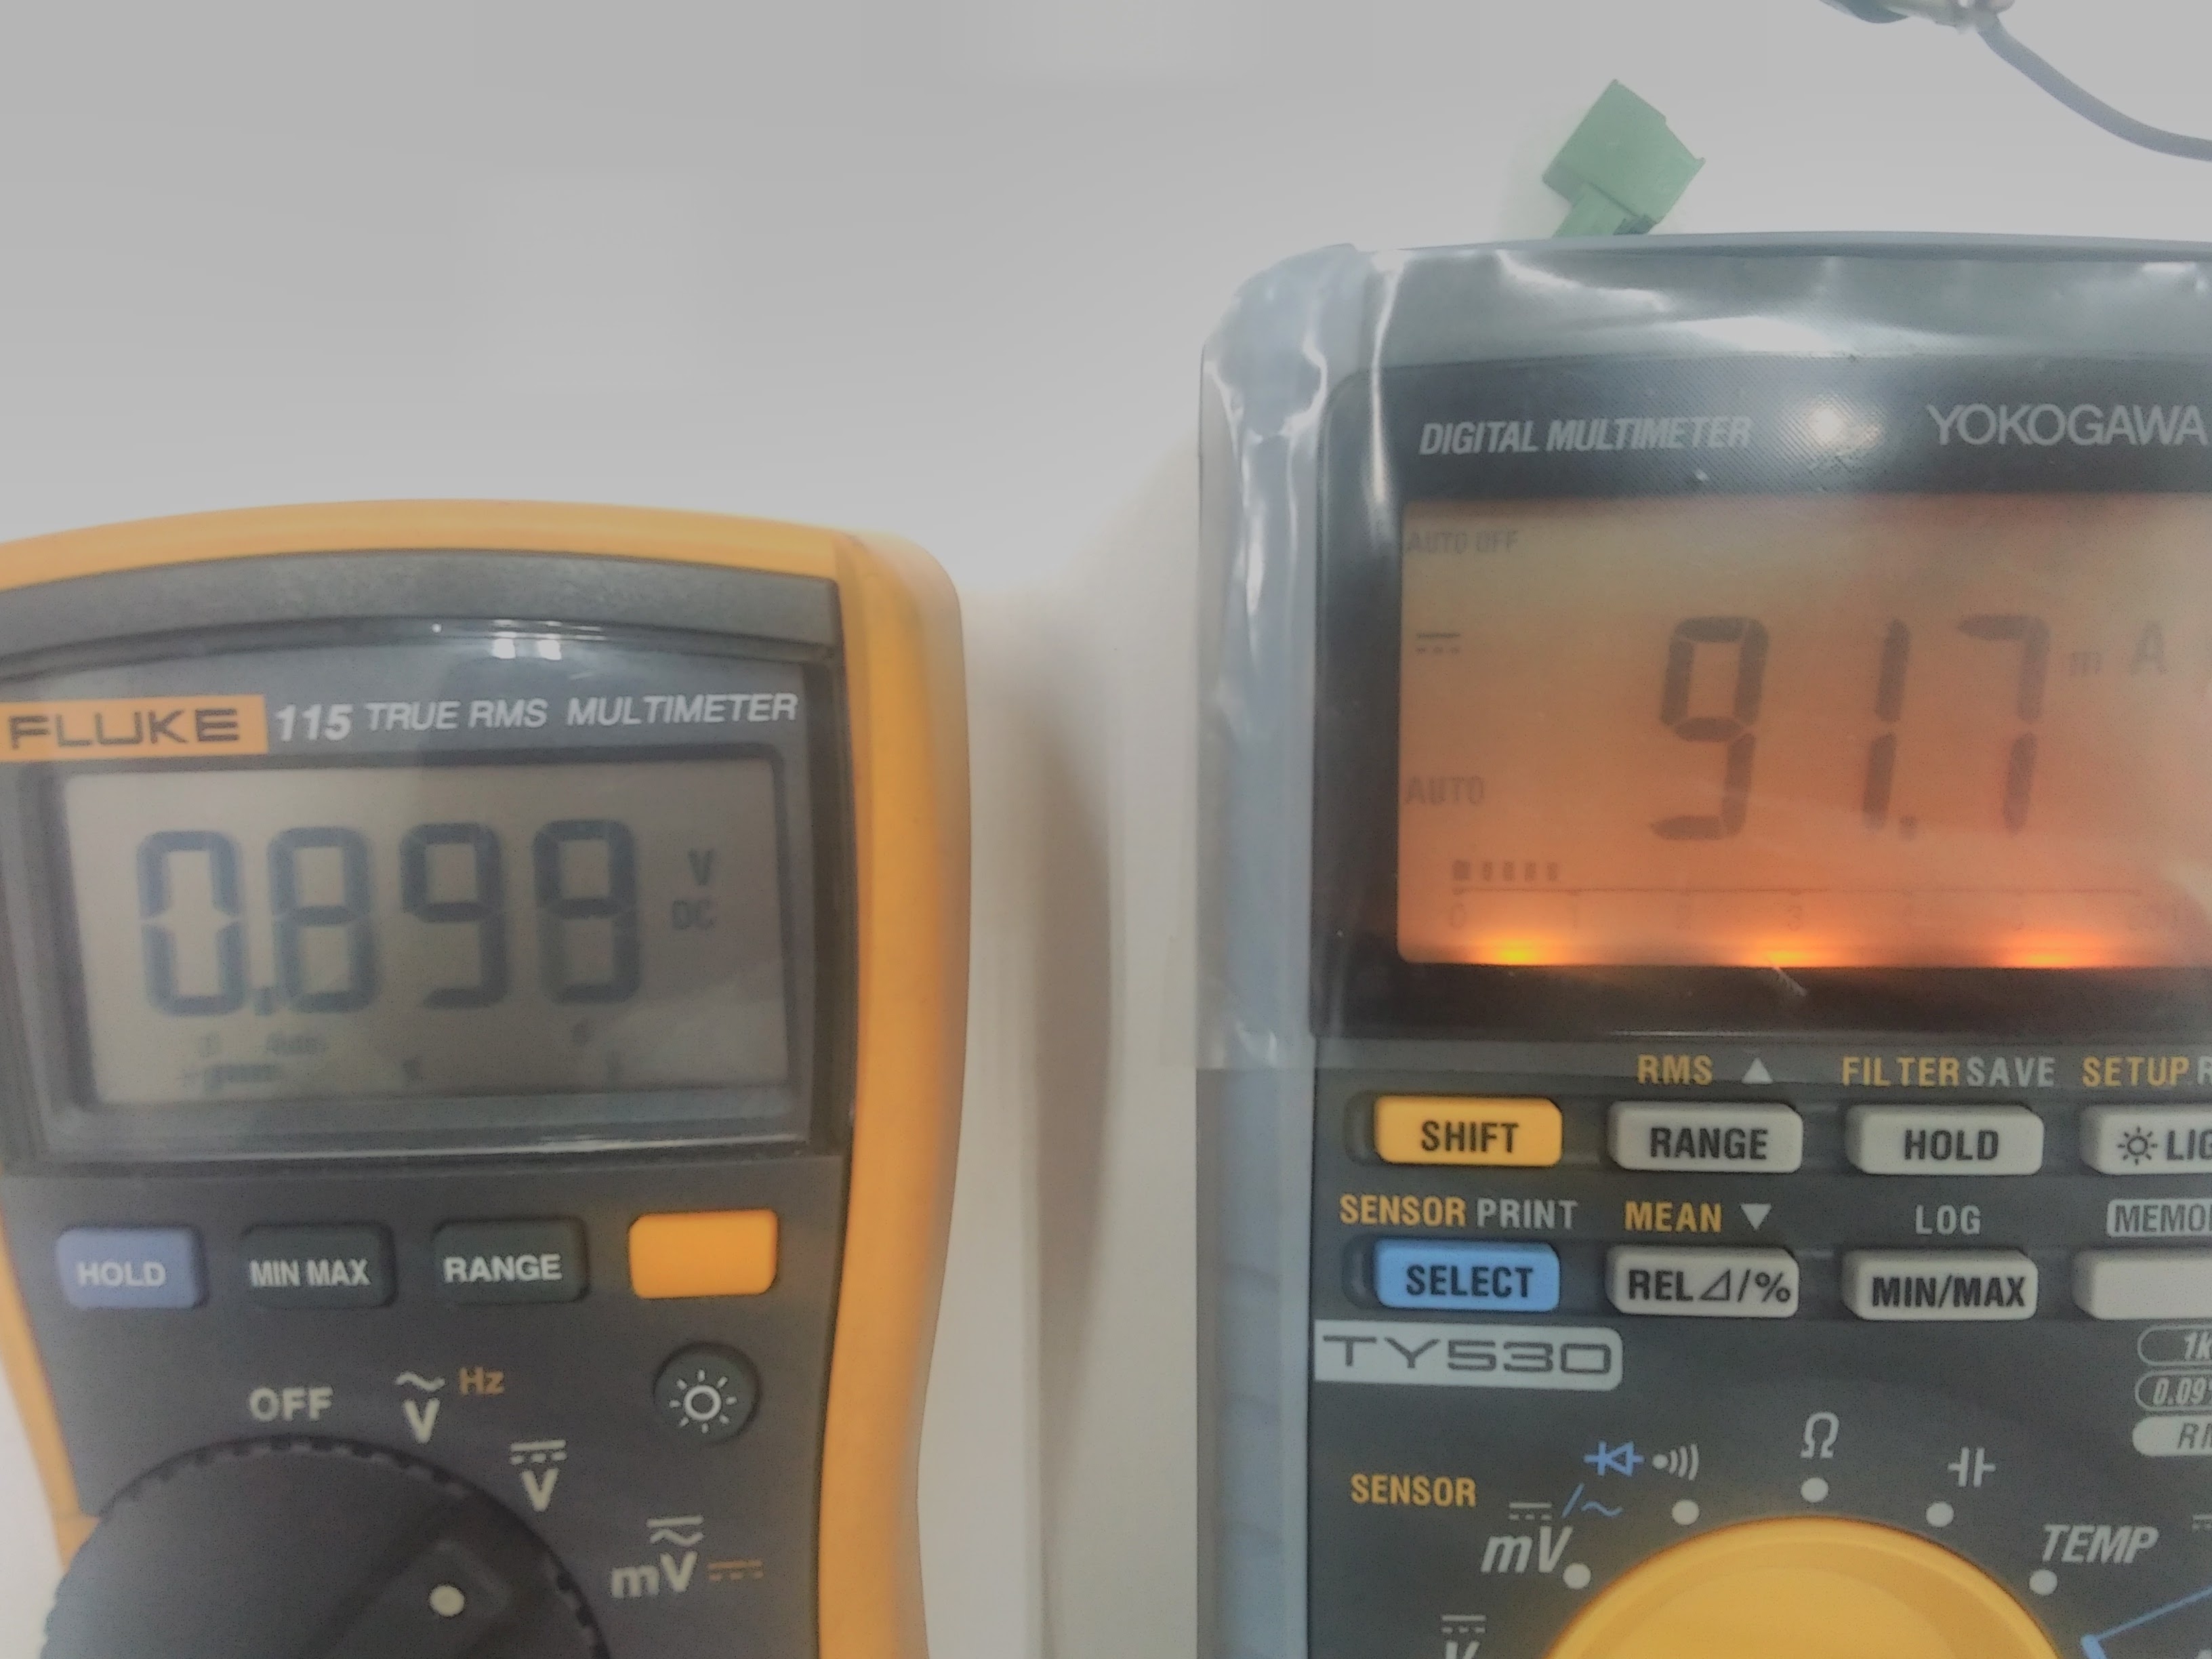 DIGITAL MULTIMETER YOKOGAWA
AUTO OFF
91.7 m A
AUTO
FLUKE 115 TRUE RMS MULTIMETER
0.898 V
DC
Auto
RMS ▲ FILTER SAVE SETUP
SHIFT RANGE HOLD
SENSOR PRINT MEAN ▼ LOG
SELECT REL⊿/% MIN/MAX
HOLD MIN MAX RANGE
TY530
OFF V Hz
V
mV
SENSOR Ω
mV TEMP